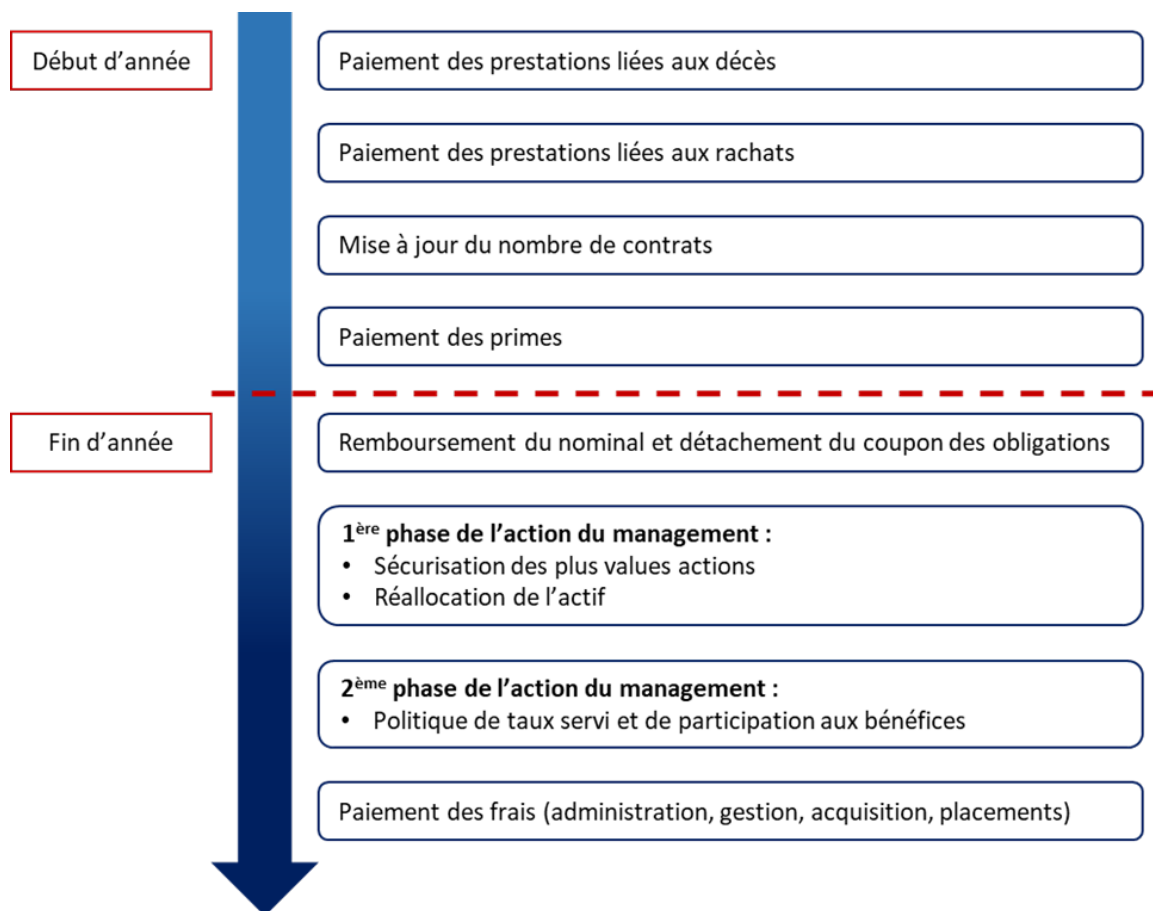 Début d’année
Paiement des prestations liées aux décès
Paiement des prestations liées aux rachats
Mise à jour du nombre de contrats
Paiement des primes
Fin d’année
Remboursement du nominal et détachement du coupon des obligations
1ère phase de l’action du management :
• Sécurisation des plus values actions
• Réallocation de l’actif
2ème phase de l’action du management :
• Politique de taux servi et de participation aux bénéfices
Paiement des frais (administration, gestion, acquisition, placements)